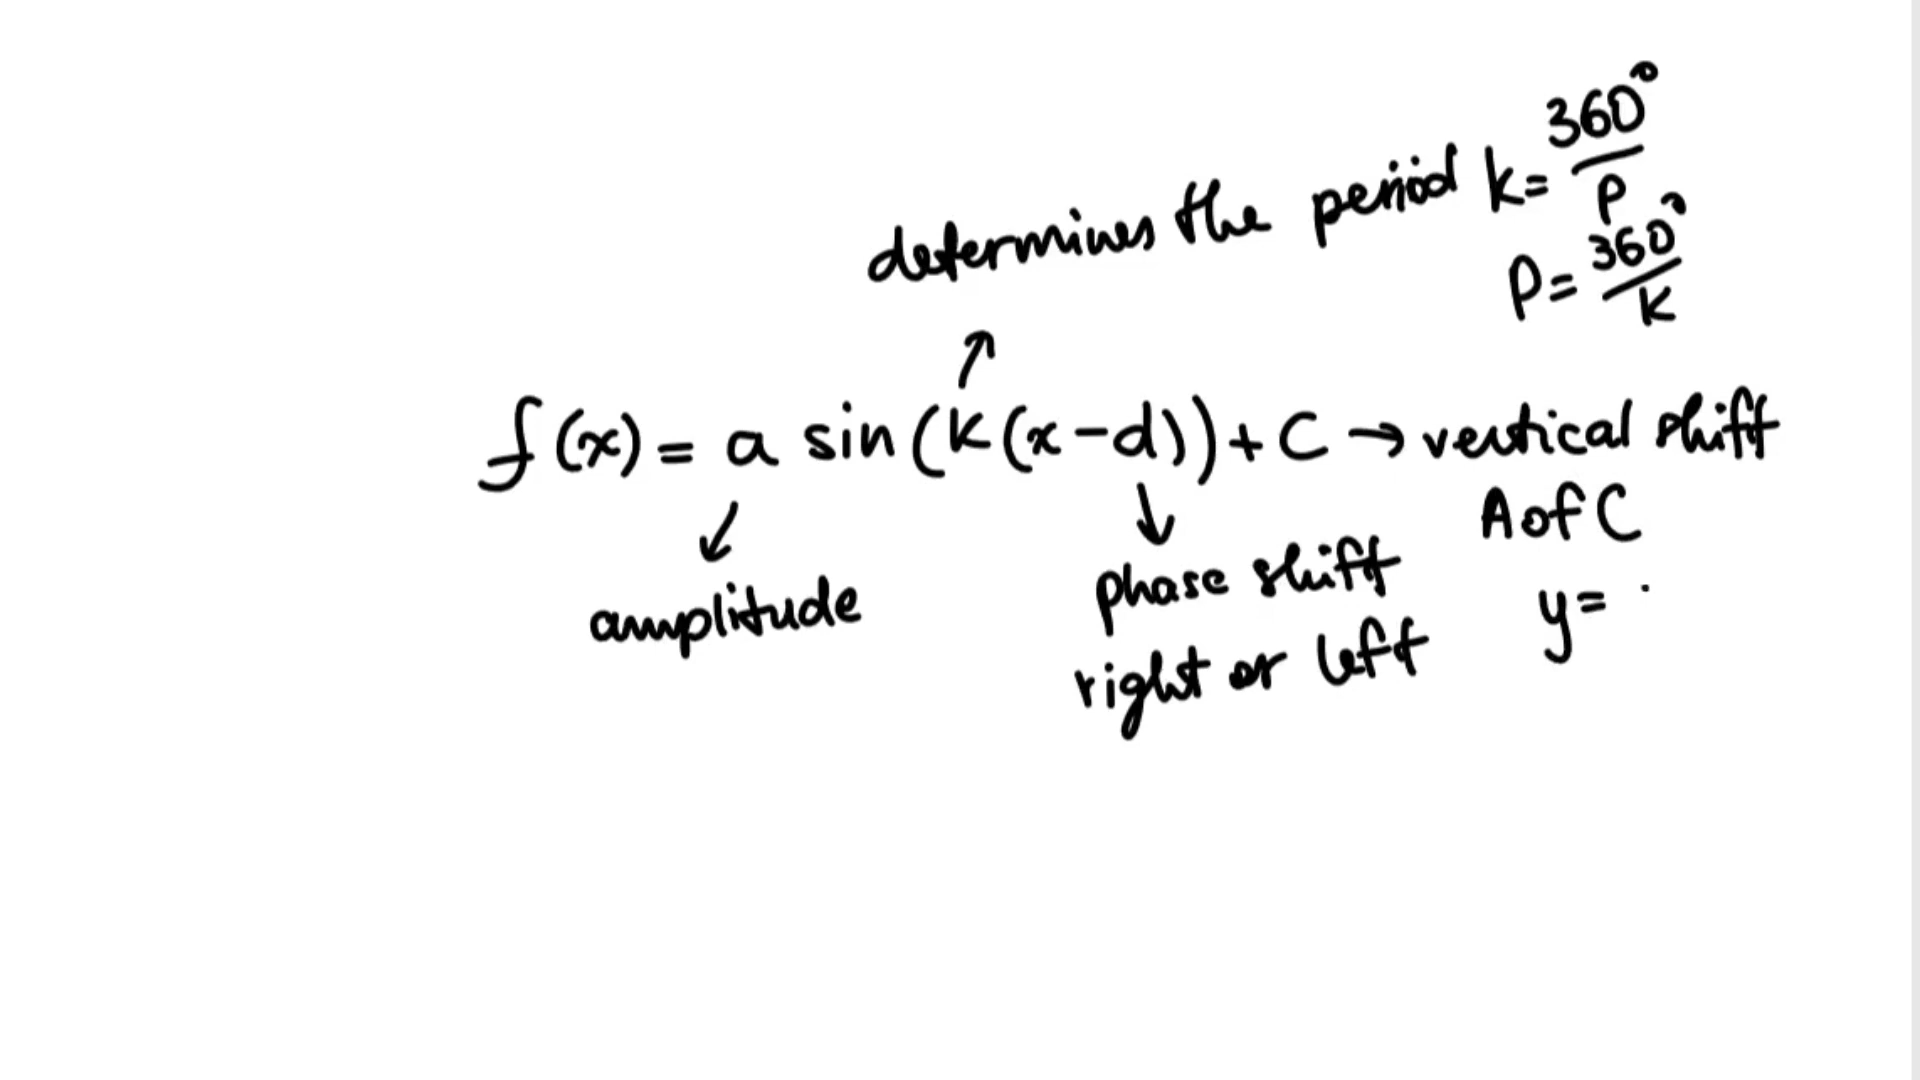 determines the period k = 360°/P
P = 360°/K
f(x) = a sin(k(x-d)) + C → vertical shift
A of C
amplitude
phase shift
y =
right or left